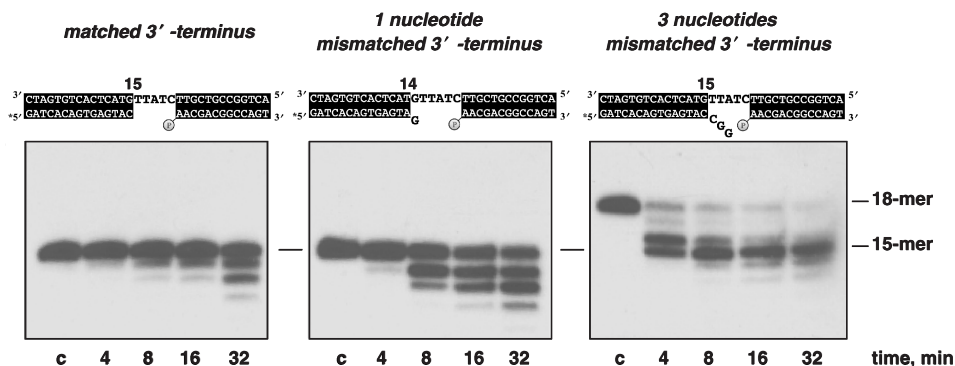 matched 3′ -terminus
1 nucleotide
mismatched 3′ -terminus
3 nucleotides
mismatched 3′ -terminus
15
3′ CTAGTGTCACTCATGTTATCTTGCTGCCGGTCA 5′
*5′ GATCACAGTGAGTAC P AACGACGGCCAGT 3′
14
3′ CTAGTGTCACTCATGTTATCTTGCTGCCGGTCA 5′
*5′ GATCACAGTGAGTA G P AACGACGGCCAGT 3′
15
3′ CTAGTGTCACTCATGTTATCTTGCTGCCGGTCA 5′
*5′ GATCACAGTGAGTAC CGG P AACGACGGCCAGT 3′
18-mer
15-mer
c 4 8 16 32
c 4 8 16 32
c 4 8 16 32
time, min